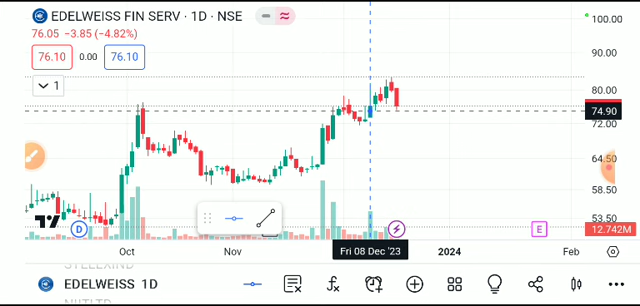 EDELWEISS FIN SERV · 1D · NSE
76.05 −3.85 (−4.82%)
76.10 0.00 76.10
1
100.00
90.00
80.00
74.90
72.00
64.50
58.50
53.50
12.742M
D
E
Oct Nov Fri 08 Dec '23 2024 Feb
EDELWEISS 1D